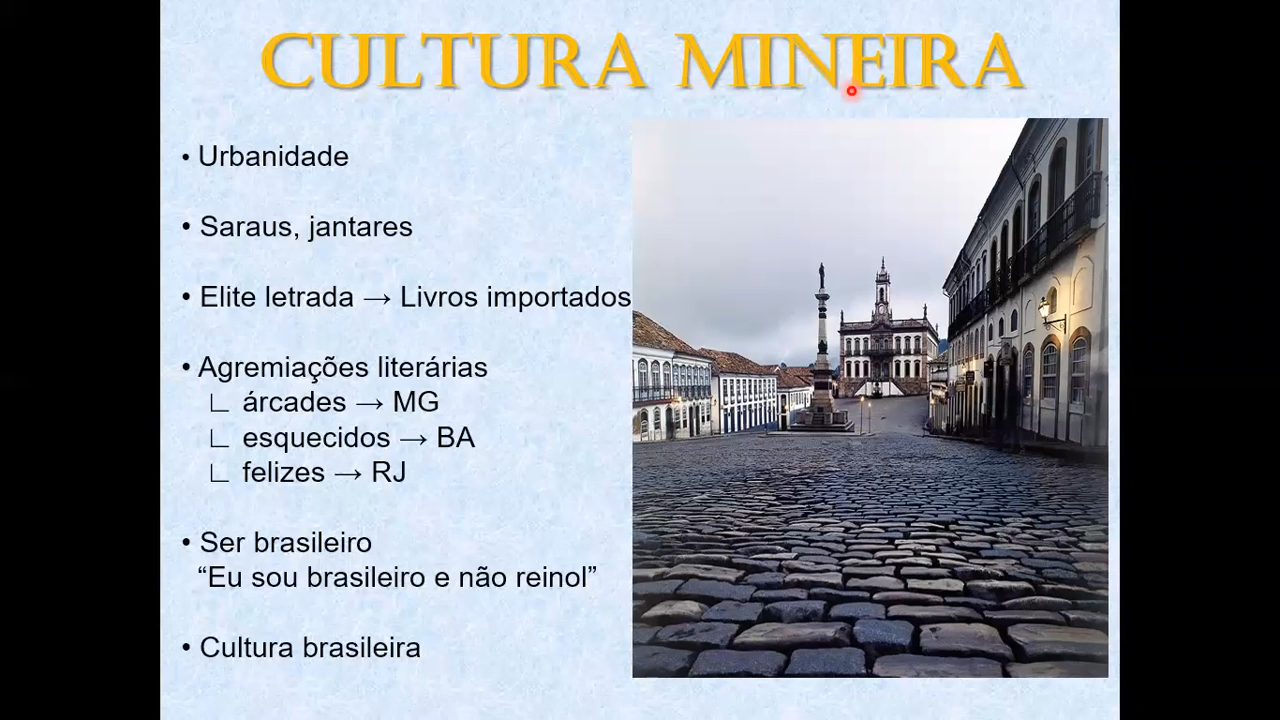 CULTURA MINEIRA
• Urbanidade
• Saraus, jantares
• Elite letrada → Livros importados
• Agremiações literárias
∟ árcades → MG
∟ esquecidos → BA
∟ felizes → RJ
• Ser brasileiro
“Eu sou brasileiro e não reinol”
• Cultura brasileira